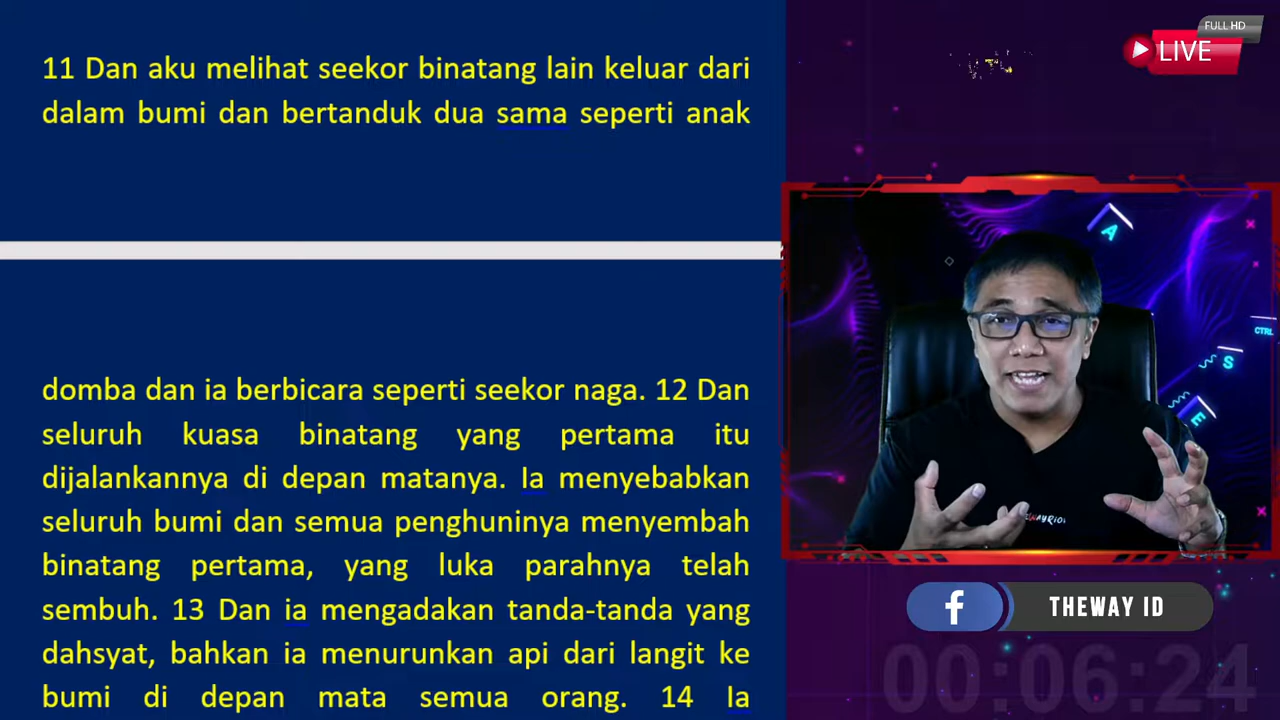 11 Dan aku melihat seekor binatang lain keluar dari
dalam bumi dan bertanduk dua sama seperti anak
domba dan ia berbicara seperti seekor naga. 12 Dan
seluruh kuasa binatang yang pertama itu
dijalankannya di depan matanya. Ia menyebabkan
seluruh bumi dan semua penghuninya menyembah
binatang pertama, yang luka parahnya telah
sembuh. 13 Dan ia mengadakan tanda-tanda yang
dahsyat, bahkan ia menurunkan api dari langit ke
bumi di depan mata semua orang. 14 Ia
FULL HD
LIVE
A
CTRL
S
E
f
THEWAY ID
00:06:24